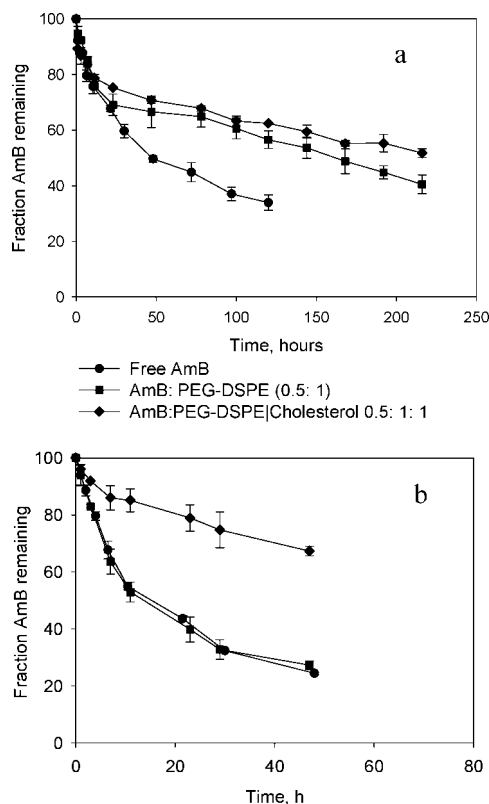 a
100
80
60
40
20
0
Fraction AmB remaining
0 50 100 150 200 250
Time, hours
Free AmB
AmB: PEG-DSPE (0.5: 1)
AmB:PEG-DSPE|Cholesterol 0.5: 1: 1
b
100
80
60
40
20
0
Fraction AmB remaining
0 20 40 60 80
Time, h